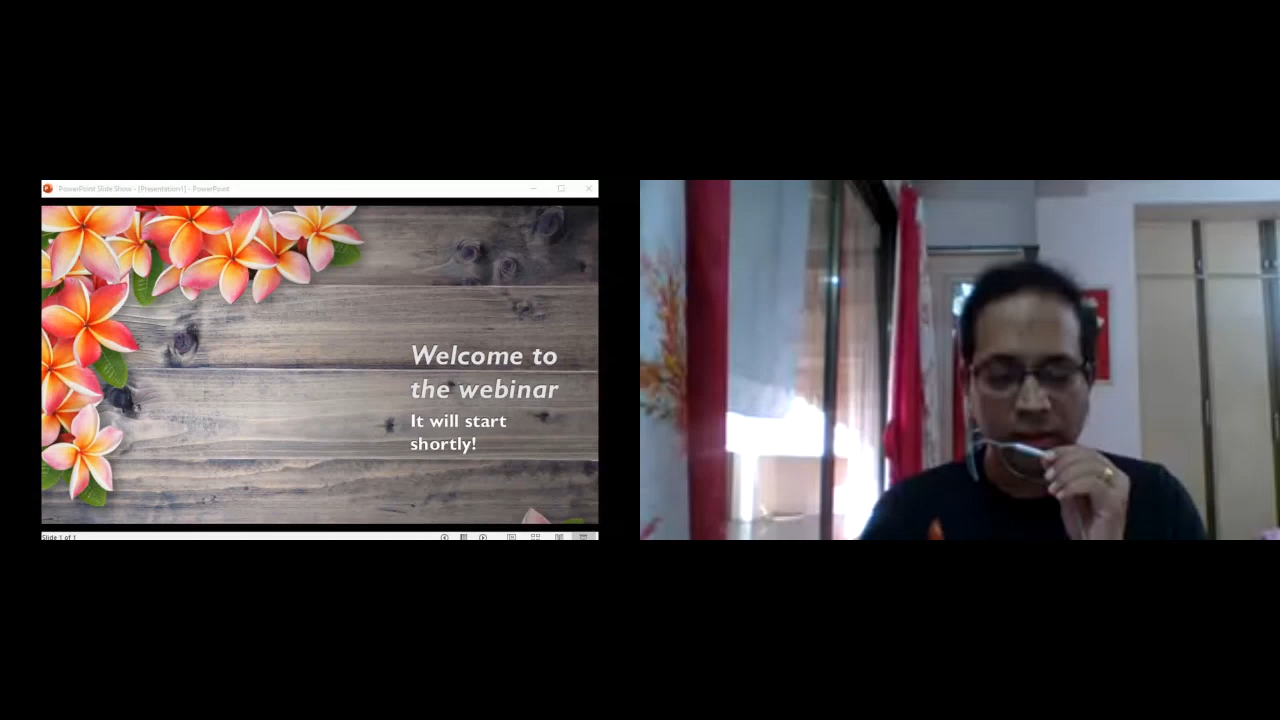 PowerPoint Slide Show - [Presentation1] - PowerPoint
Welcome to
the webinar
It will start
shortly!
Slide 1 of 1